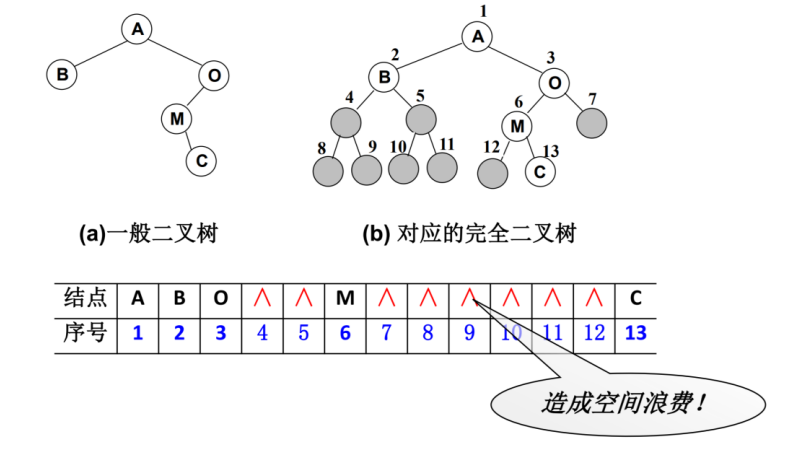 A
B
O
M
C
1
A
2
3
B
O
4
5
6
7
M
8
9
10
11
12
13
C
(a)一般二叉树
(b) 对应的完全二叉树
结点 A B O ∧ ∧ M ∧ ∧ ∧ ∧ ∧ ∧ C
序号 1 2 3 4 5 6 7 8 9 10 11 12 13
造成空间浪费！